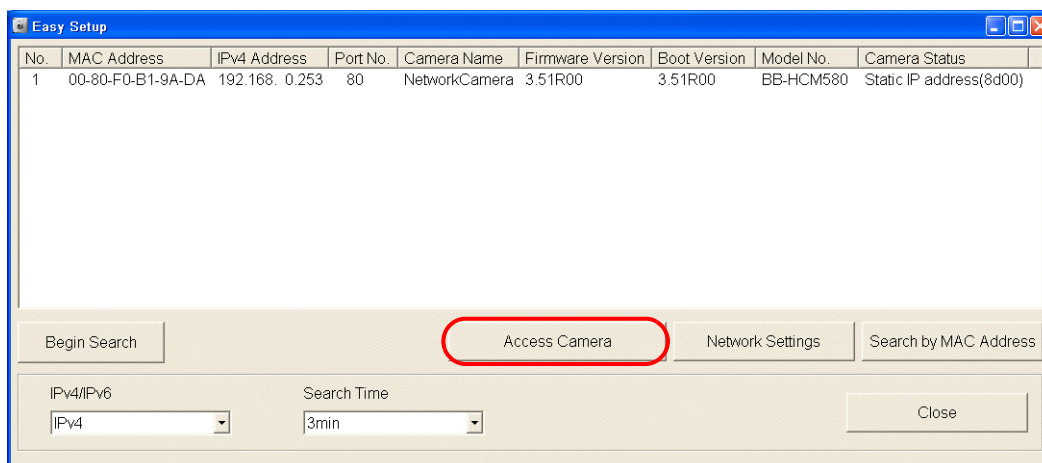 Easy Setup
No. MAC Address IPv4 Address Port No. Camera Name Firmware Version Boot Version Model No. Camera Status
1 00-80-F0-B1-9A-DA 192.168. 0.253 80 NetworkCamera 3.51R00 3.51R00 BB-HCM580 Static IP address(8d00)
Begin Search Access Camera Network Settings Search by MAC Address
IPv4/IPv6 Search Time
IPv4 3min Close